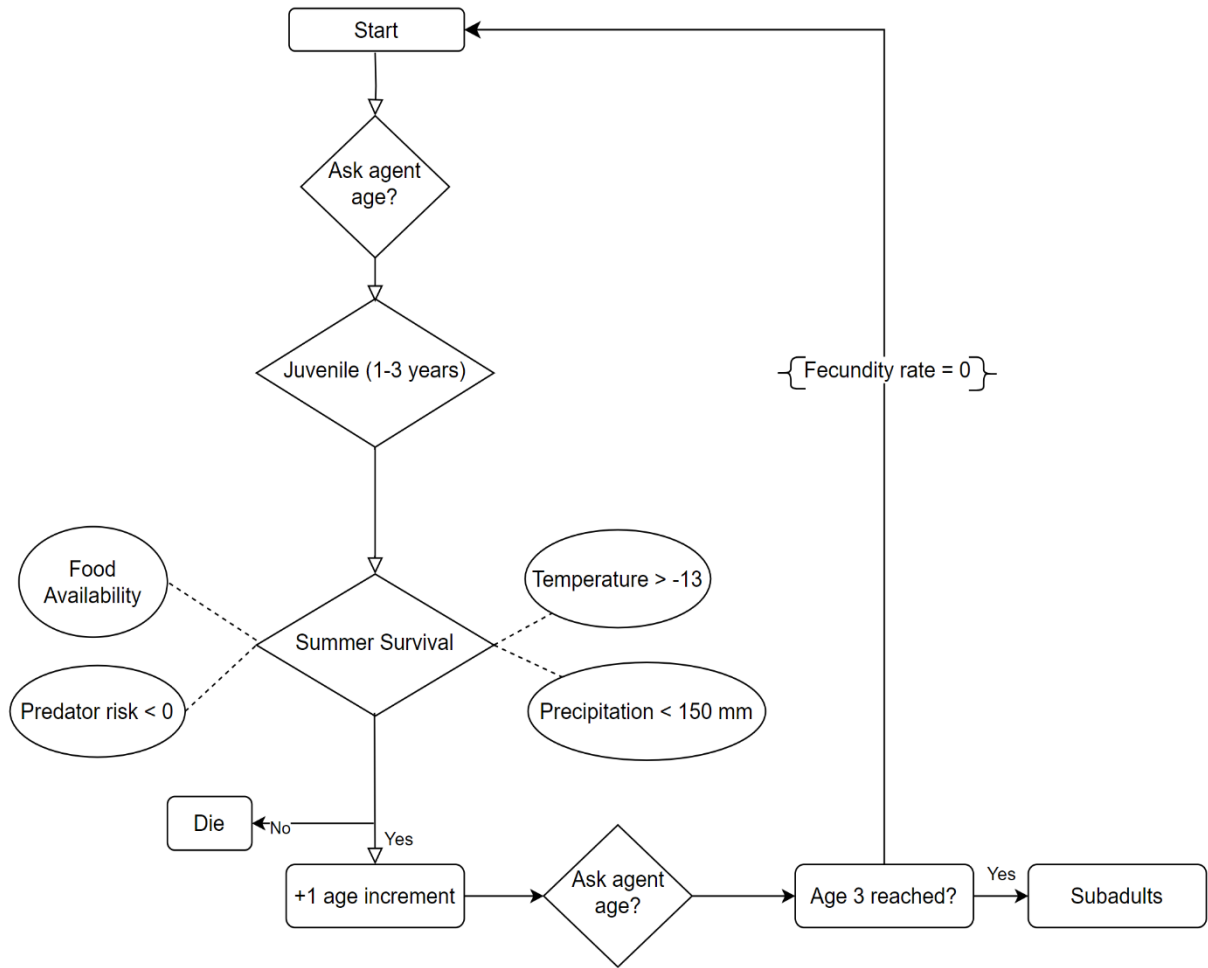 Start
Ask agent
age?
Juvenile (1-3 years)
Fecundity rate = 0
Food
Availability
Temperature > -13
Summer Survival
Predator risk < 0
Precipitation < 150 mm
Die
No
Yes
+1 age increment
Ask agent
age?
Age 3 reached?
Yes
Subadults